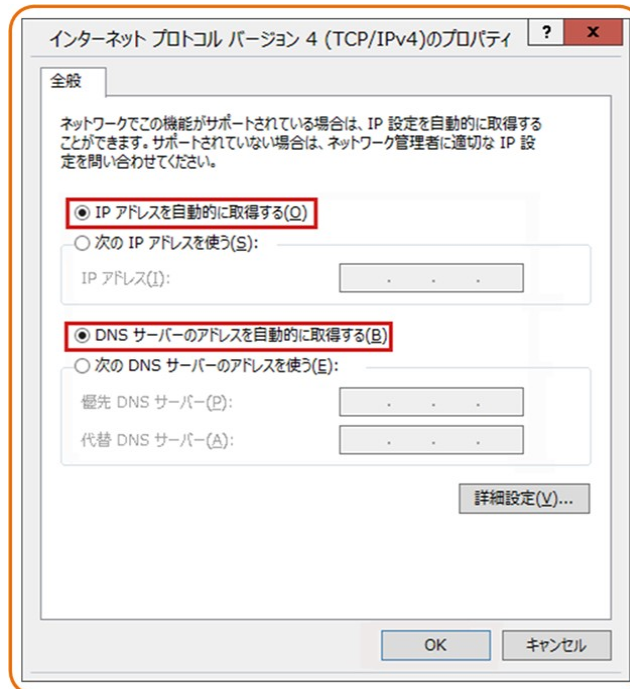 インターネット プロトコル バージョン 4 (TCP/IPv4)のプロパティ
?
x
全般
ネットワークでこの機能がサポートされている場合は、IP 設定を自動的に取得する
ことができます。サポートされていない場合は、ネットワーク管理者に適切な IP 設
定を問い合わせてください。
IP アドレスを自動的に取得する(O)
次の IP アドレスを使う(S):
IP アドレス(I):
. . .
DNS サーバーのアドレスを自動的に取得する(B)
次の DNS サーバーのアドレスを使う(E):
優先 DNS サーバー(P):
. . .
代替 DNS サーバー(A):
. . .
詳細設定(V)...
OK
キャンセル